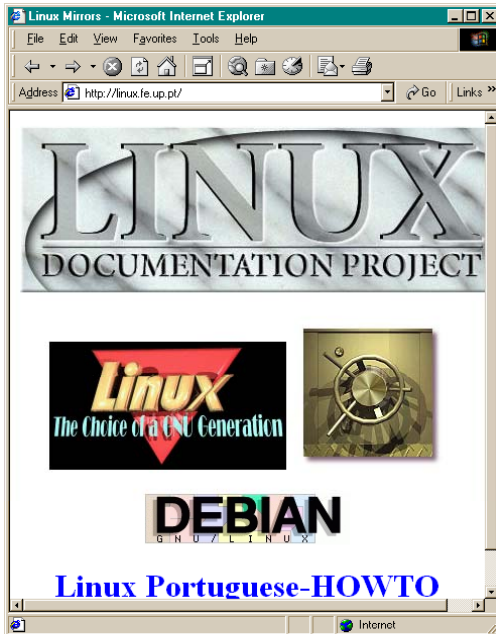 Linux Mirrors - Microsoft Internet Explorer
File Edit View Favorites Tools Help
Address http://linux.fe.up.pt/ Go Links »
LINUX
DOCUMENTATION PROJECT
Linux
The Choice of a GNU Generation
DEBIAN
GNU/LINUX
Linux Portuguese-HOWTO
Internet